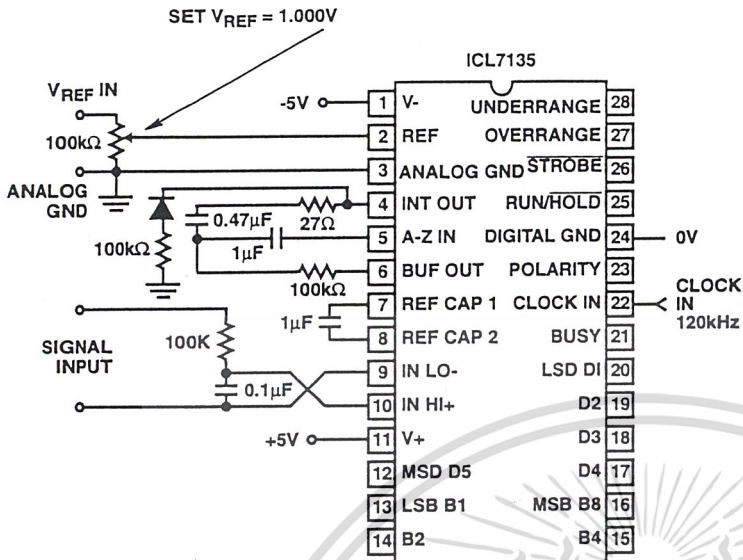 SET VREF = 1.000V
ICL7135
VREF IN
100kΩ
ANALOG GND
-5V
1 V-
2 REF
3 ANALOG GND
4 INT OUT
5 A-Z IN
6 BUF OUT
7 REF CAP 1
8 REF CAP 2
9 IN LO-
10 IN HI+
11 V+
12 MSD D5
13 LSB B1
14 B2
UNDERRANGE 28
OVERRANGE 27
STROBE 26
RUN/HOLD 25
DIGITAL GND 24
0V
POLARITY 23
CLOCK IN 22
CLOCK IN 120kHz
BUSY 21
LSD DI 20
D2 19
D3 18
D4 17
MSB B8 16
B4 15
0.47μF
27Ω
100kΩ
1μF
100kΩ
1μF
SIGNAL INPUT
100K
0.1μF
+5V